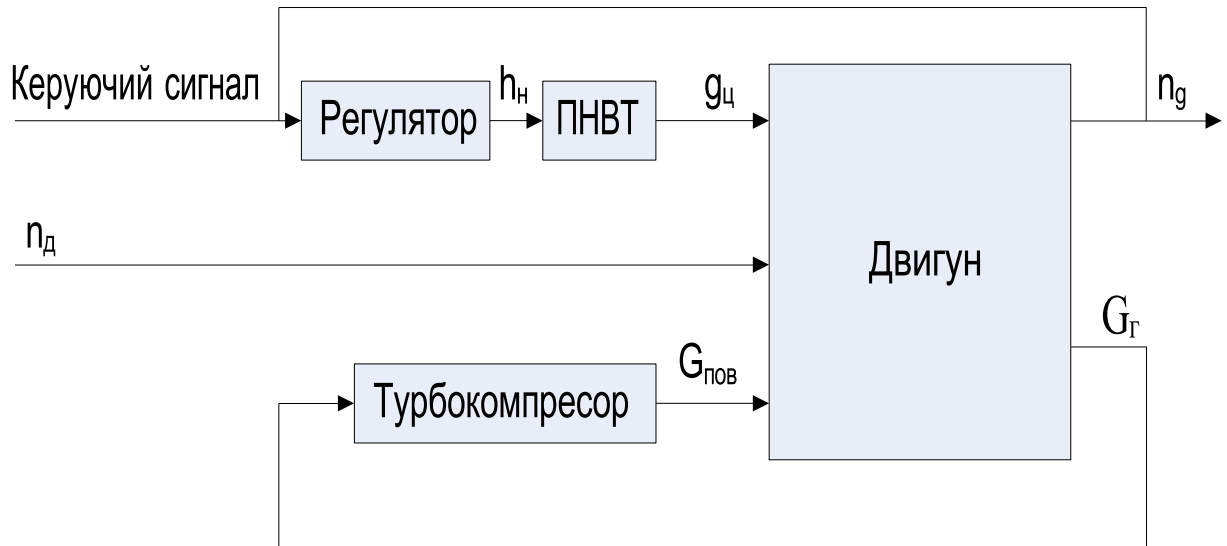 Керуючий сигнал
Регулятор
hн
ПНВТ
gц
ng
nд
Двигун
Gг
Gпов
Турбокомпресор